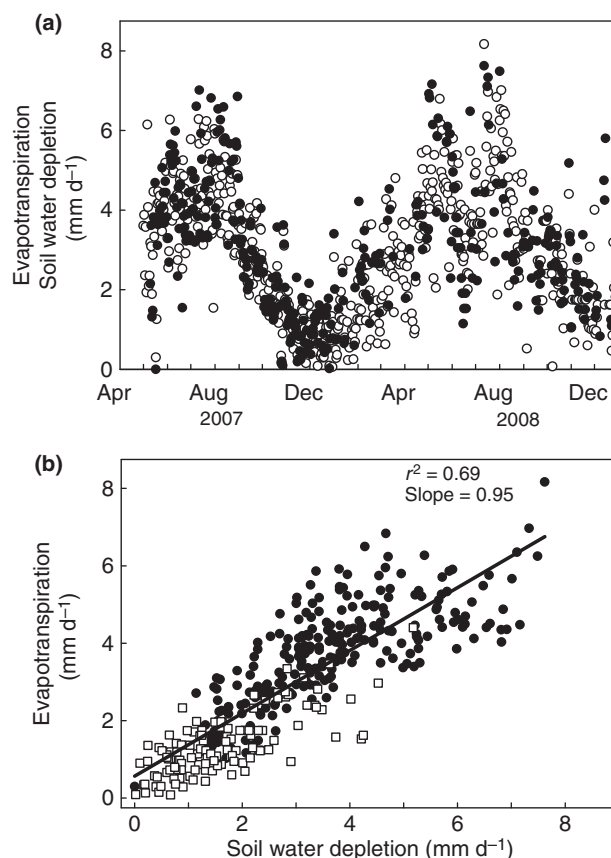 (a)
8
6
4
2
0
Evapotranspiration
Soil water depletion
(mm d⁻¹)
Apr Aug Dec Apr Aug Dec
2007 2008
(b)
r² = 0.69
Slope = 0.95
8
6
4
2
0
Evapotranspiration
(mm d⁻¹)
0 2 4 6 8
Soil water depletion (mm d⁻¹)